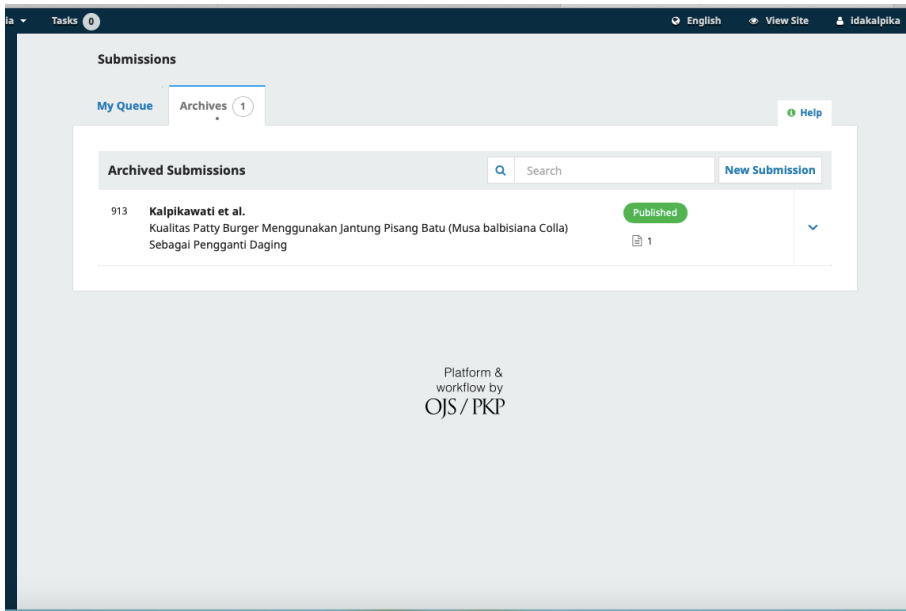 ia Tasks 0 English View Site idakalpika
Submissions
My Queue Archives 1
Help
Archived Submissions Search New Submission
913 Kalpikawati et al. Published
Kualitas Patty Burger Menggunakan Jantung Pisang Batu (Musa balbisiana Colla)
Sebagai Pengganti Daging 1
Platform &
workflow by
OJS / PKP